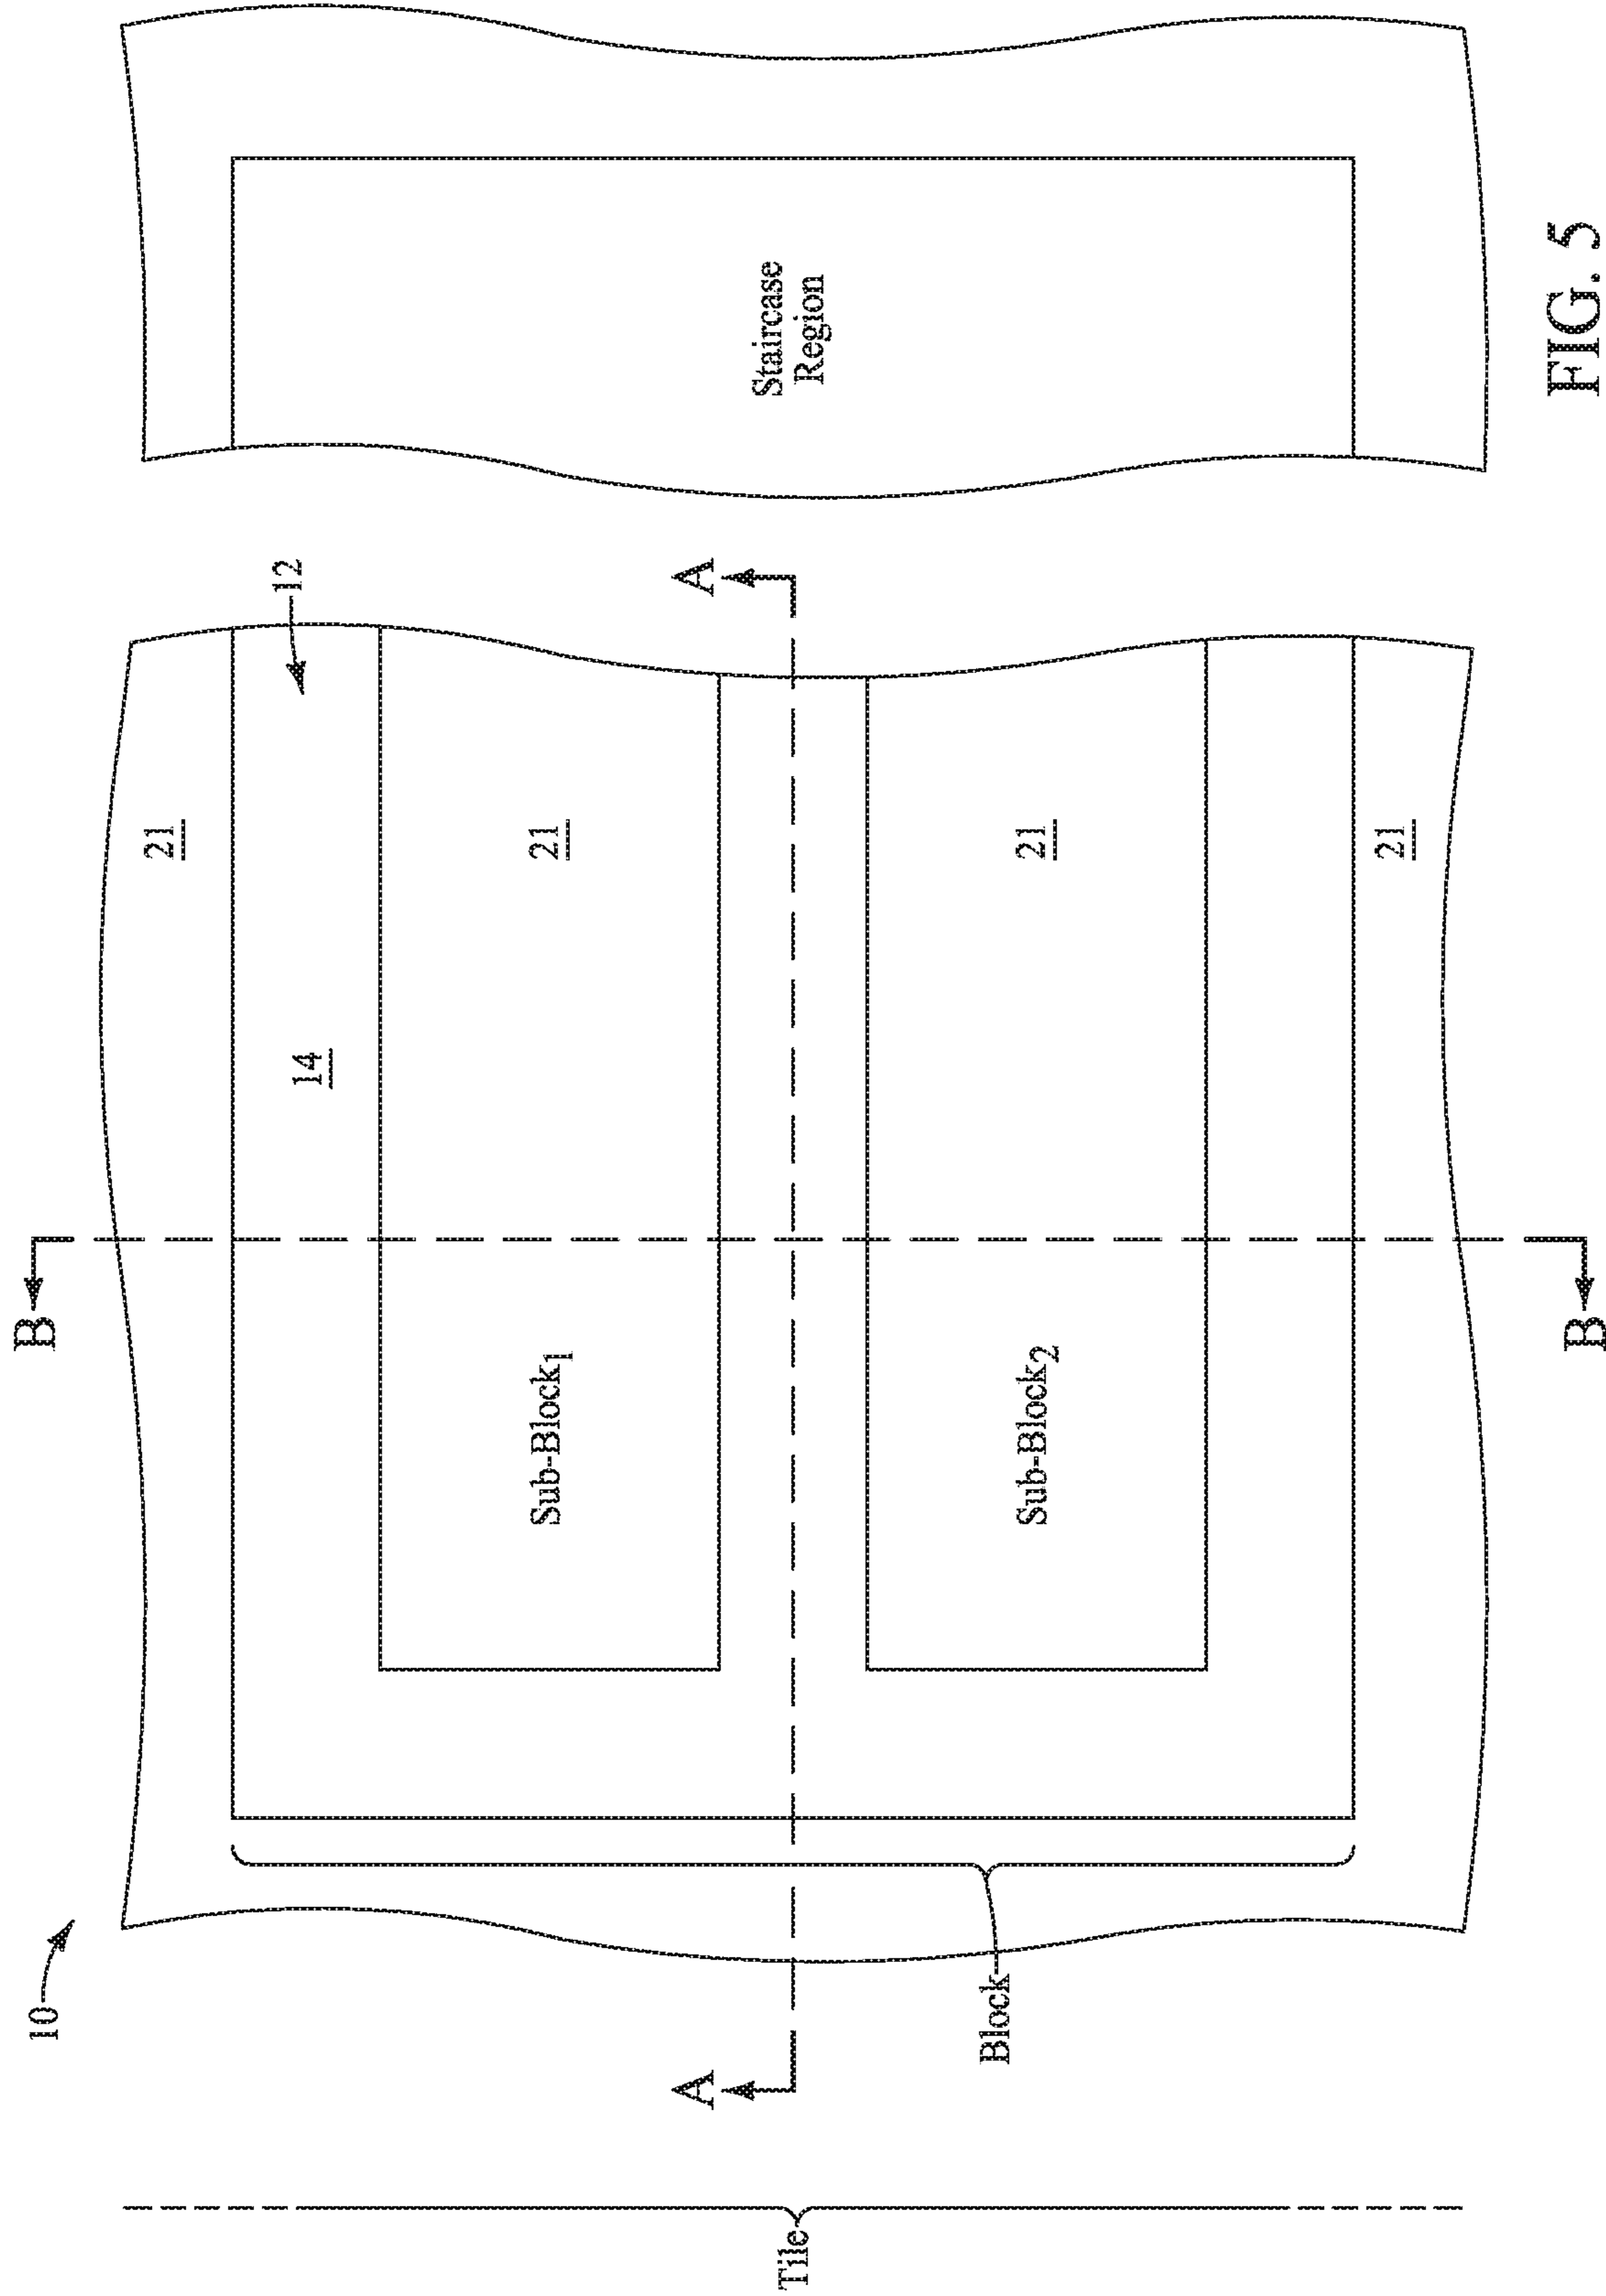 10
B
12
21
14
21
Sub-Block1
A
A
Staircase
Region
21
Sub-Block2
21
Block
Tile
B
FIG. 5